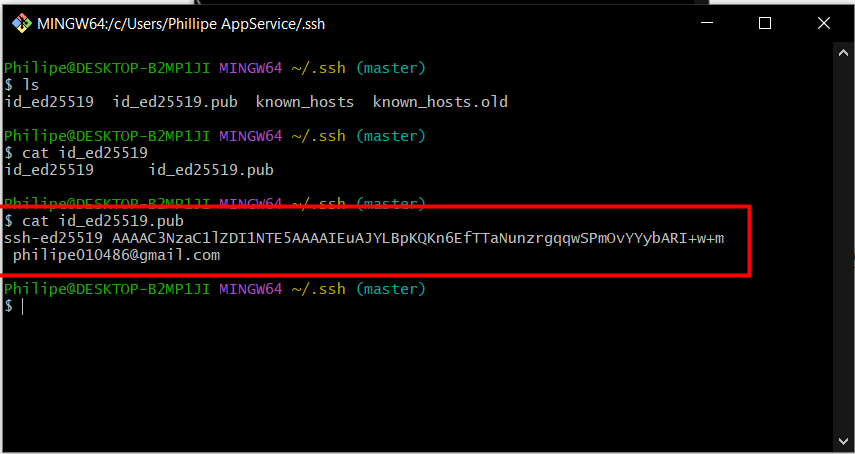 MINGW64:/c/Users/Phillipe AppService/.ssh
Philipe@DESKTOP-B2MP1JI MINGW64 ~/.ssh (master)
$ ls
id_ed25519  id_ed25519.pub  known_hosts  known_hosts.old
Philipe@DESKTOP-B2MP1JI MINGW64 ~/.ssh (master)
$ cat id_ed25519
id_ed25519      id_ed25519.pub
Philipe@DESKTOP-B2MP1JI MINGW64 ~/.ssh (master)
$ cat id_ed25519.pub
ssh-ed25519 AAAAC3NzaC1lZDI1NTE5AAAAIEuAJYLBpKQKn6EfTTaNunzrgqqwSPmOvYYybARI+w+m
philipe010486@gmail.com
Philipe@DESKTOP-B2MP1JI MINGW64 ~/.ssh (master)
$